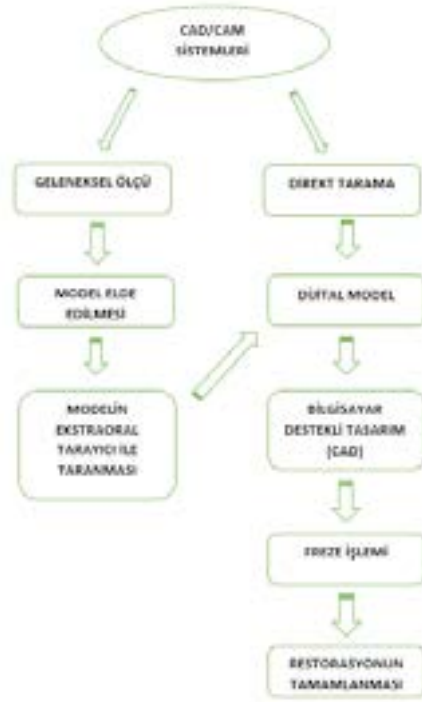 CAD/CAM
SİSTEMLERİ
GELENEKSEL ÖLÇÜ
DİREKT TARAMA
MODEL ELDE
EDİLMESİ
DİJİTAL MODEL
MODELİN
EKSTRAORAL
TARAYICI İLE
TARANMASI
BİLGİSAYAR
DESTEKLİ TASARIM
(CAD)
FREZE İŞLEMİ
RESTORASYONUN
TAMAMLANMASI